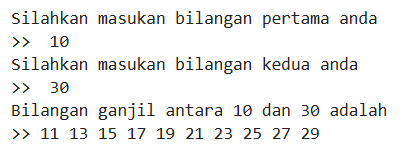 Silahkan masukan bilangan pertama anda
>> 10
Silahkan masukan bilangan kedua anda
>> 30
Bilangan ganjil antara 10 dan 30 adalah
>> 11 13 15 17 19 21 23 25 27 29